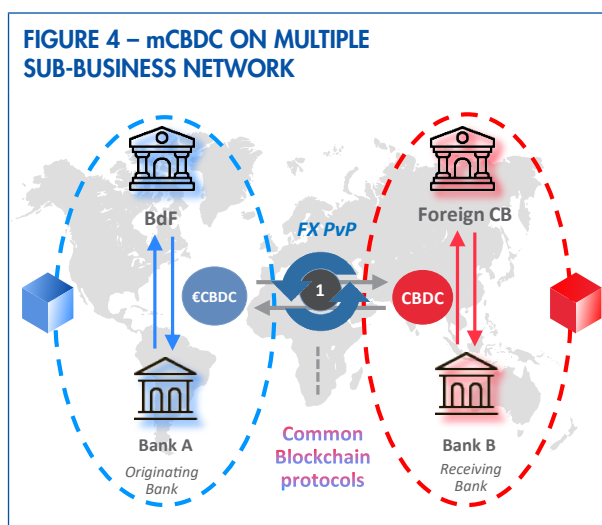 FIGURE 4 – mCBDC ON MULTIPLE
SUB-BUSINESS NETWORK
BdF
Foreign CB
FX PvP
€CBDC
1
CBDC
Bank A
Originating
Bank
Common
Blockchain
protocols
Bank B
Receiving
Bank